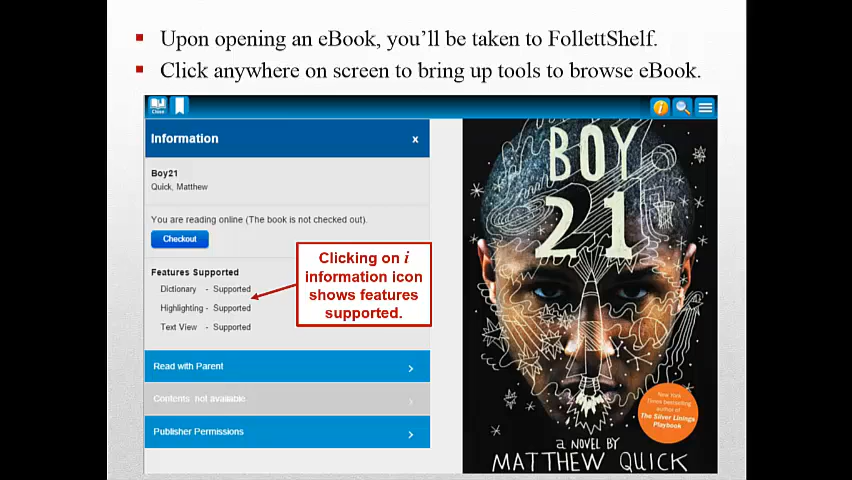 Upon opening an eBook, you'll be taken to FollettShelf.
Click anywhere on screen to bring up tools to browse eBook.
Close
i
Information
x
Boy21
Quick, Matthew
You are reading online (The book is not checked out).
Checkout
Features Supported
Dictionary - Supported
Highlighting - Supported
Text View - Supported
Clicking on i
information icon
shows features
supported.
Read with Parent
Contents not available
Publisher Permissions
BOY
21
New York
Times bestselling
author of
The Silver Linings
Playbook
a NOVEL BY
MATTHEW QUICK